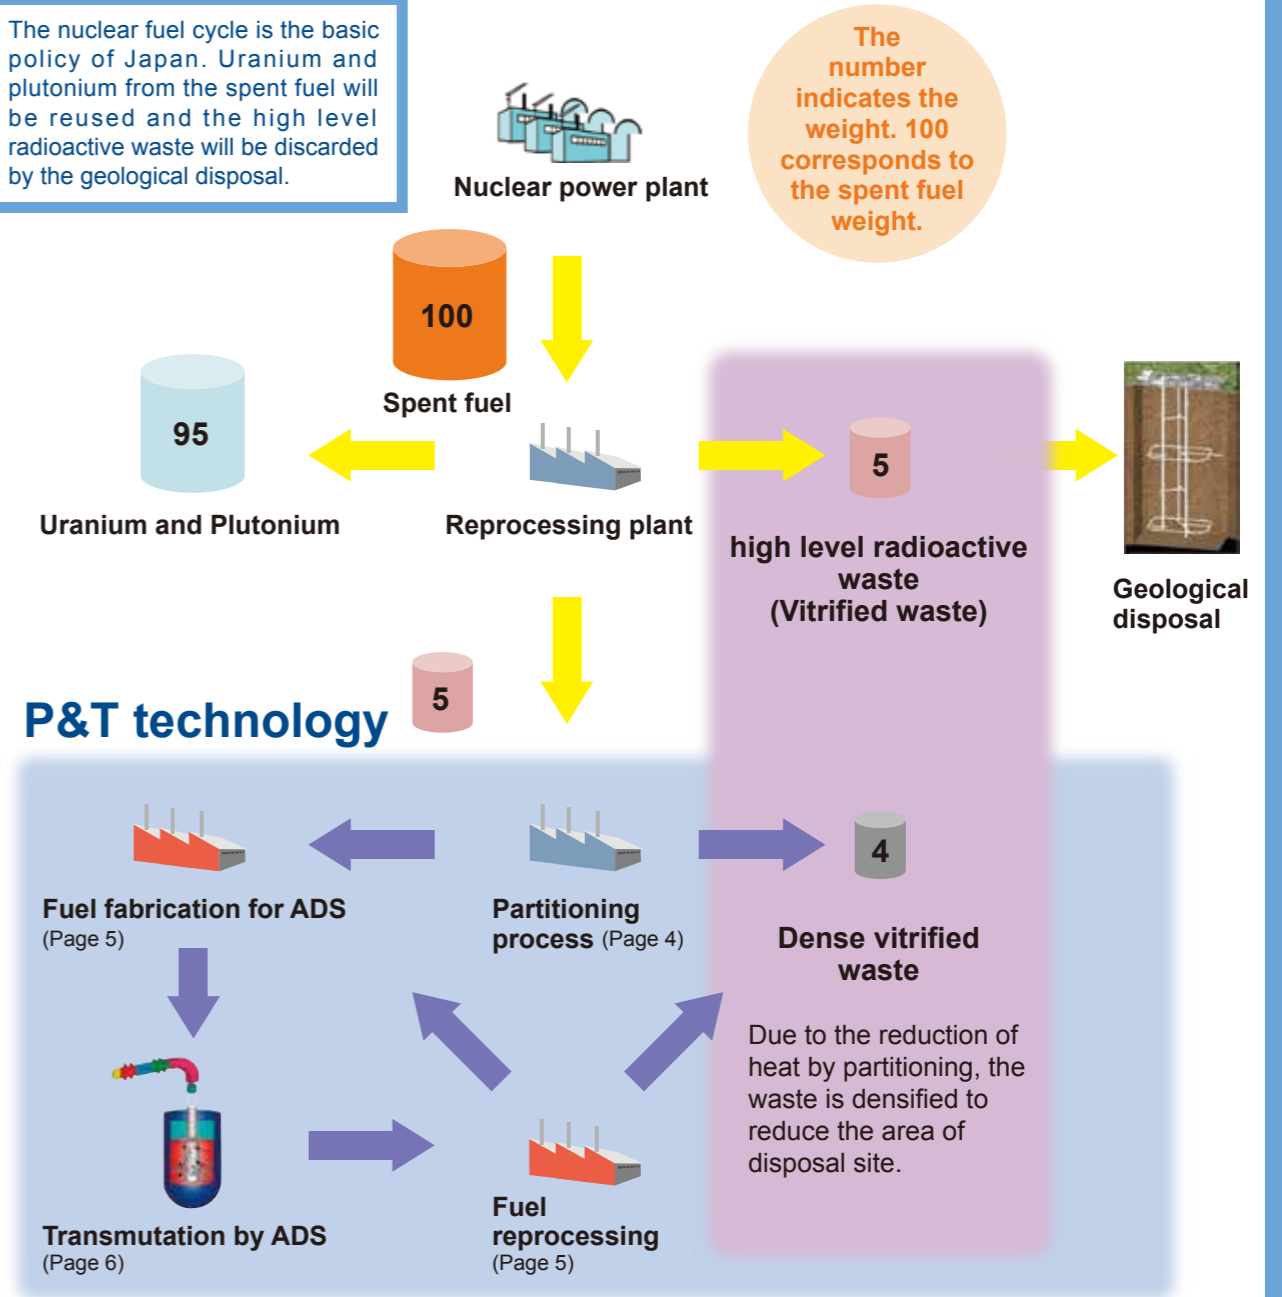 The nuclear fuel cycle is the basic
policy of Japan. Uranium and
plutonium from the spent fuel will
be reused and the high level
radioactive waste will be discarded
by the geological disposal.
Nuclear power plant
The
number
indicates the
weight. 100
corresponds to
the spent fuel
weight.
100
Spent fuel
95
Uranium and Plutonium
Reprocessing plant
5
high level radioactive
waste
(Vitrified waste)
Geological
disposal
5
P&T technology
Fuel fabrication for ADS
(Page 5)
Partitioning
process (Page 4)
4
Dense vitrified
waste
Due to the reduction of
heat by partitioning, the
waste is densified to
reduce the area of
disposal site.
Transmutation by ADS
(Page 6)
Fuel
reprocessing
(Page 5)